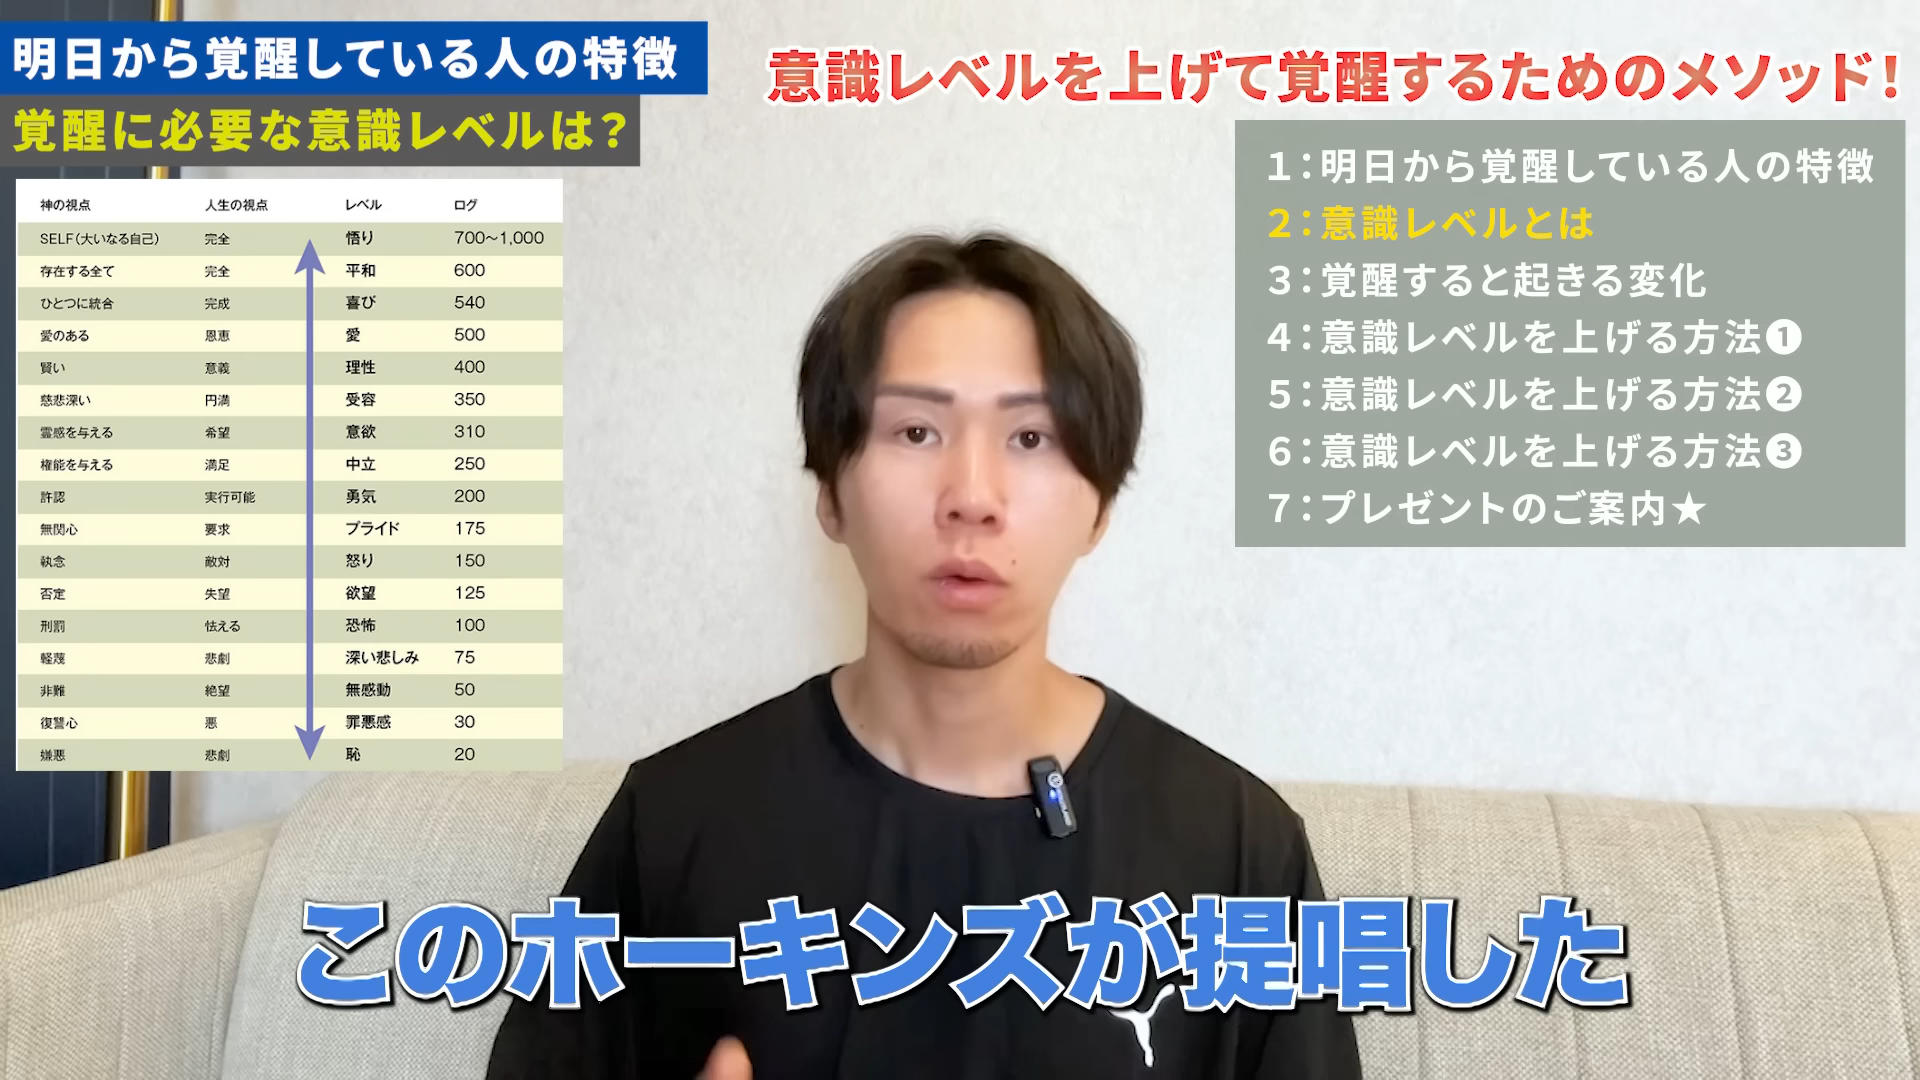 明日から覚醒している人の特徴
覚醒に必要な意識レベルは？
意識レベルを上げて覚醒するためのメソッド！
神の視点 人生の視点 レベル ログ
SELF（大いなる自己） 完全 悟り 700〜1,000
存在する全て 完全 平和 600
ひとつに統合 完成 喜び 540
愛のある 恩恵 愛 500
賢い 意義 理性 400
慈悲深い 円満 受容 350
霊感を与える 希望 意欲 310
権能を与える 満足 中立 250
許認 実行可能 勇気 200
無関心 要求 プライド 175
執念 敵対 怒り 150
否定 失望 欲望 125
刑罰 怯える 恐怖 100
軽蔑 悲劇 深い悲しみ 75
非難 絶望 無感動 50
復讐心 悪 罪悪感 30
嫌悪 悲劇 恥 20
1：明日から覚醒している人の特徴
2：意識レベルとは
3：覚醒すると起きる変化
4：意識レベルを上げる方法❶
5：意識レベルを上げる方法❷
6：意識レベルを上げる方法❸
7：プレゼントのご案内★
このホーキンズが提唱した